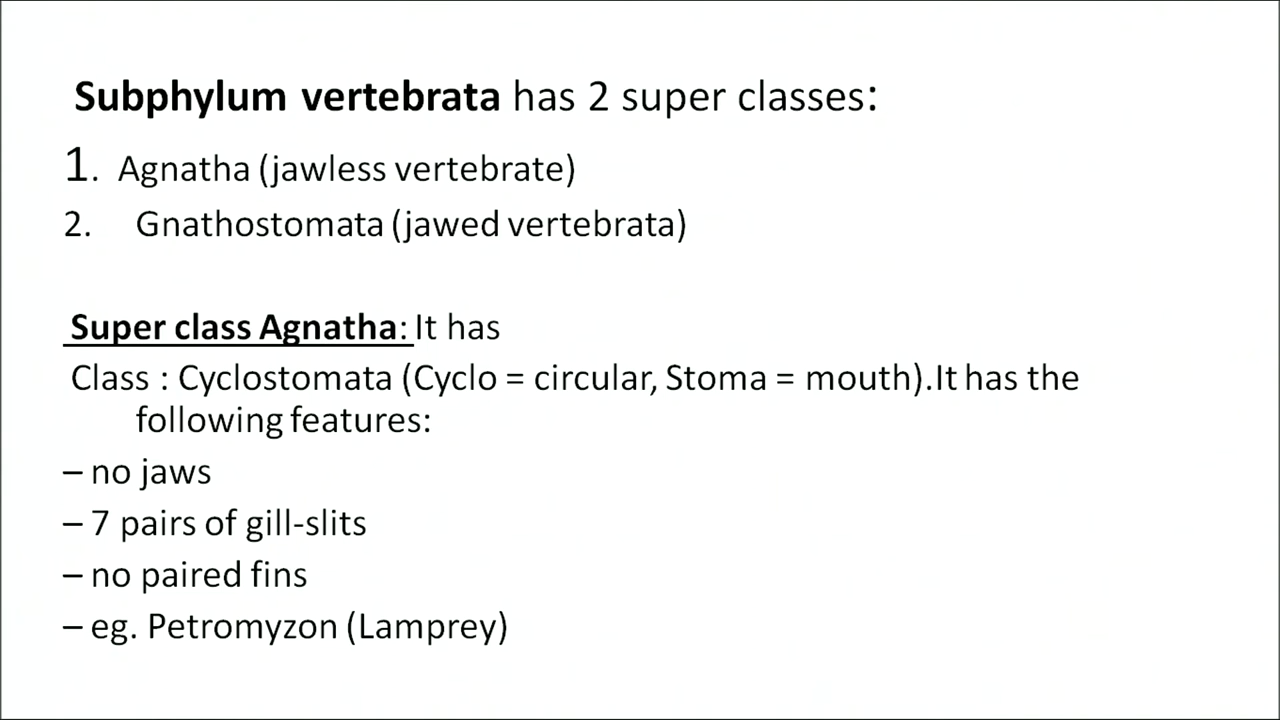 Subphylum vertebrata has 2 super classes:
1. Agnatha (jawless vertebrate)
2. Gnathostomata (jawed vertebrata)
Super class Agnatha: It has
Class : Cyclostomata (Cyclo = circular, Stoma = mouth).It has the
following features:
– no jaws
– 7 pairs of gill-slits
– no paired fins
– eg. Petromyzon (Lamprey)